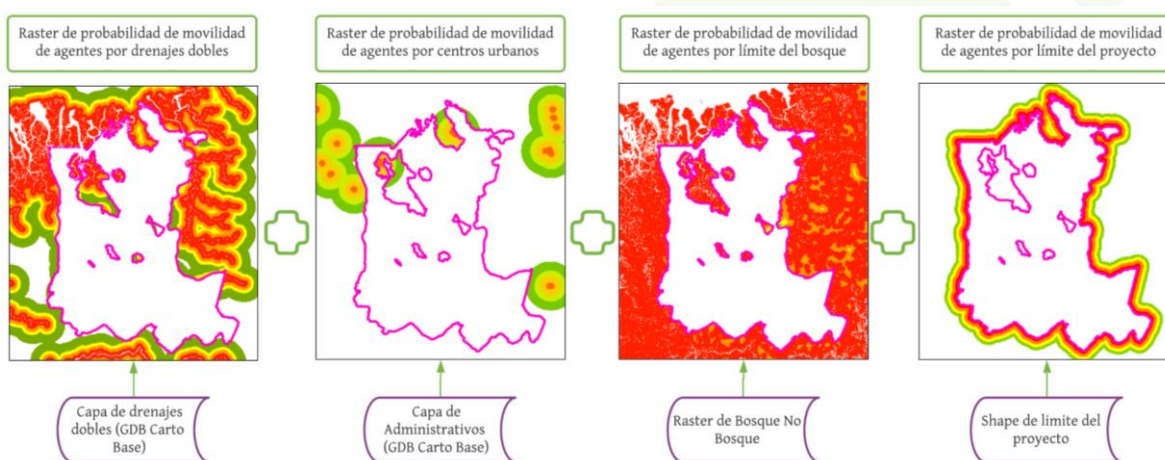 Raster de probabilidad de movilidad
de agentes por drenajes dobles
Raster de probabilidad de movilidad
de agentes por centros urbanos
Raster de probabilidad de movilidad
de agentes por límite del bosque
Raster de probabilidad de movilidad
de agentes por límite del proyecto
Capa de drenajes
dobles (GDB Carto
Base)
Capa de
Administrativos
(GDB Carto Base)
Raster de Bosque No
Bosque
Shape de limite del
proyecto